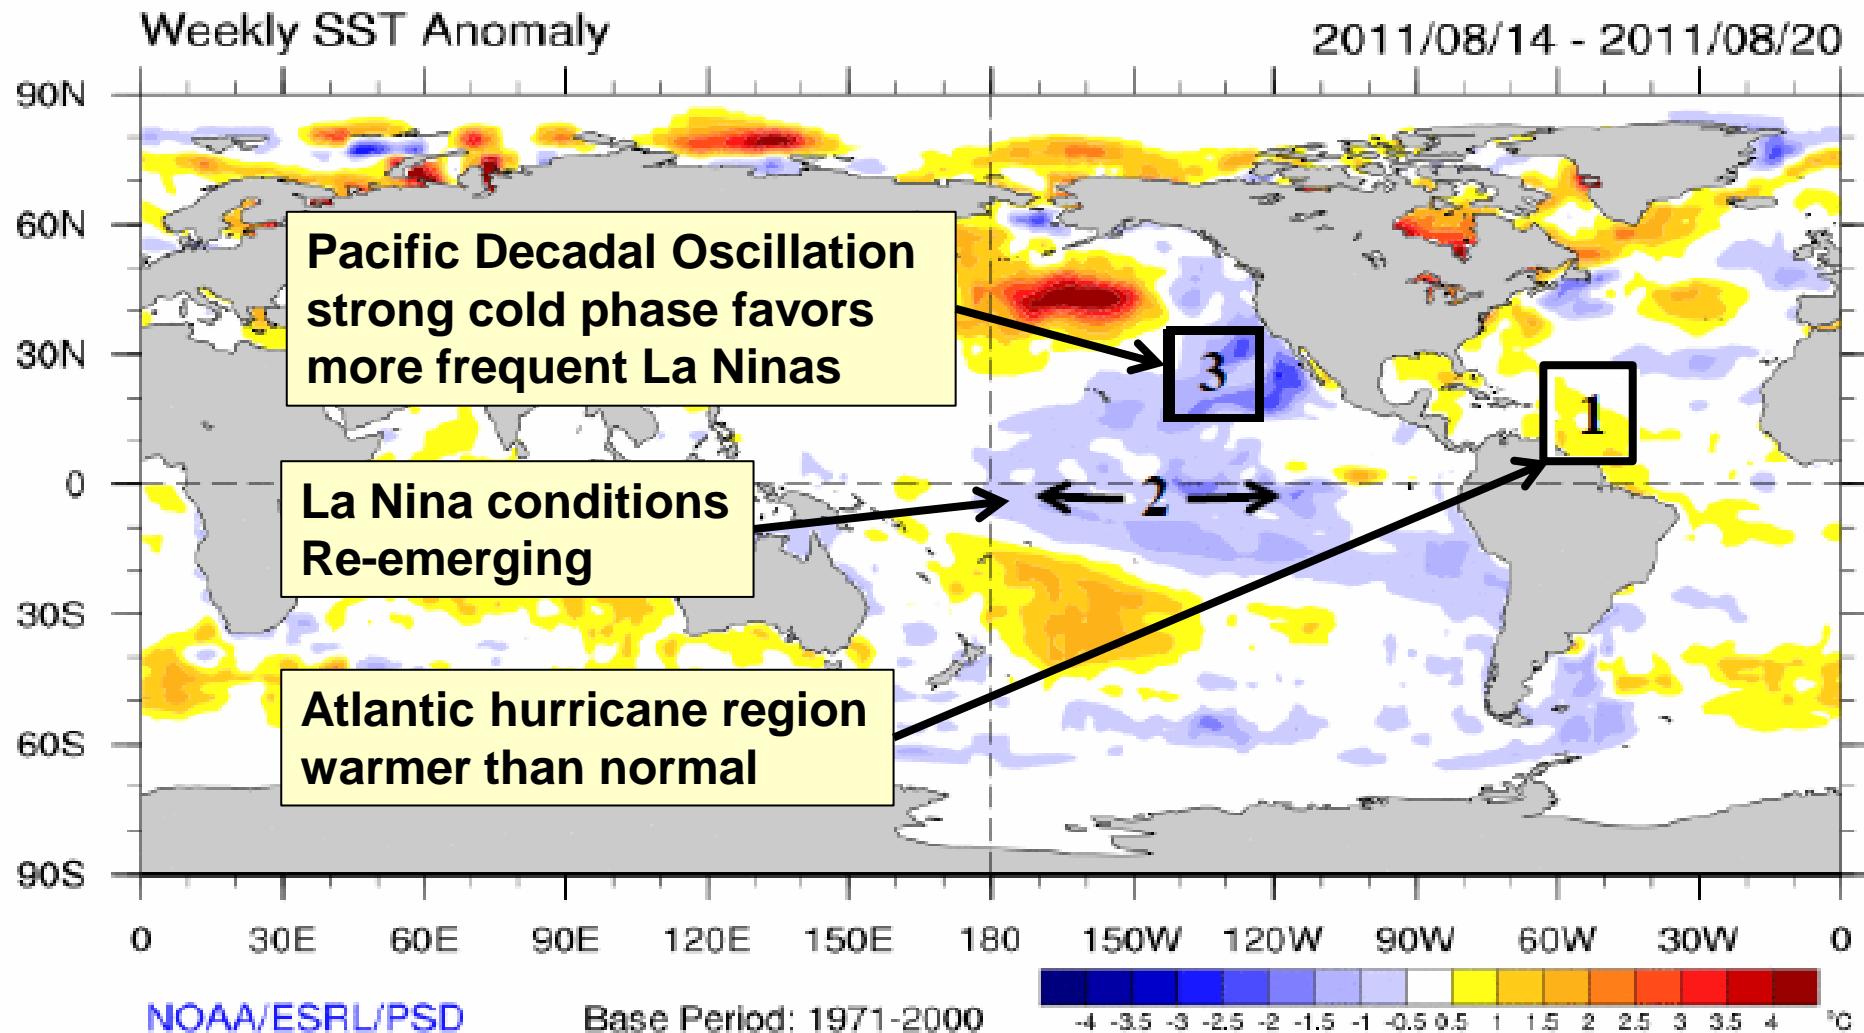 Weekly SST Anomaly 2011/08/14 - 2011/08/20
90N
60N
Pacific Decadal Oscillation
strong cold phase favors
more frequent La Ninas
30N
3
1
0
La Nina conditions
Re-emerging
2
30S
Atlantic hurricane region
warmer than normal
60S
90S
0 30E 60E 90E 120E 150E 180 150W 120W 90W 60W 30W 0
NOAA/ESRL/PSD Base Period: 1971-2000
-4 -3.5 -3 -2.5 -2 -1.5 -1 -0.5 0.5 1 1.5 2 2.5 3 3.5 4 °C